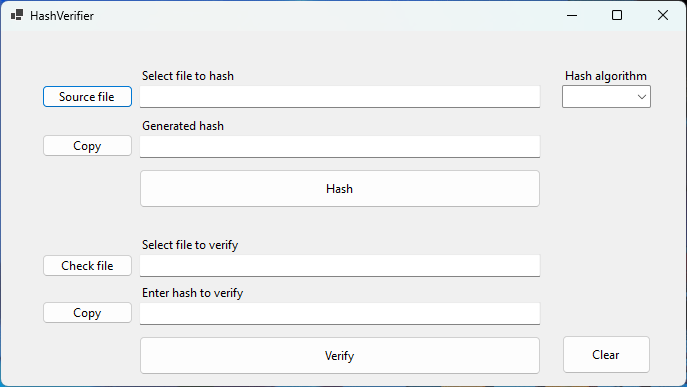 HashVerifier
Select file to hash
Hash algorithm
Source file
Generated hash
Copy
Hash
Select file to verify
Check file
Enter hash to verify
Copy
Verify
Clear